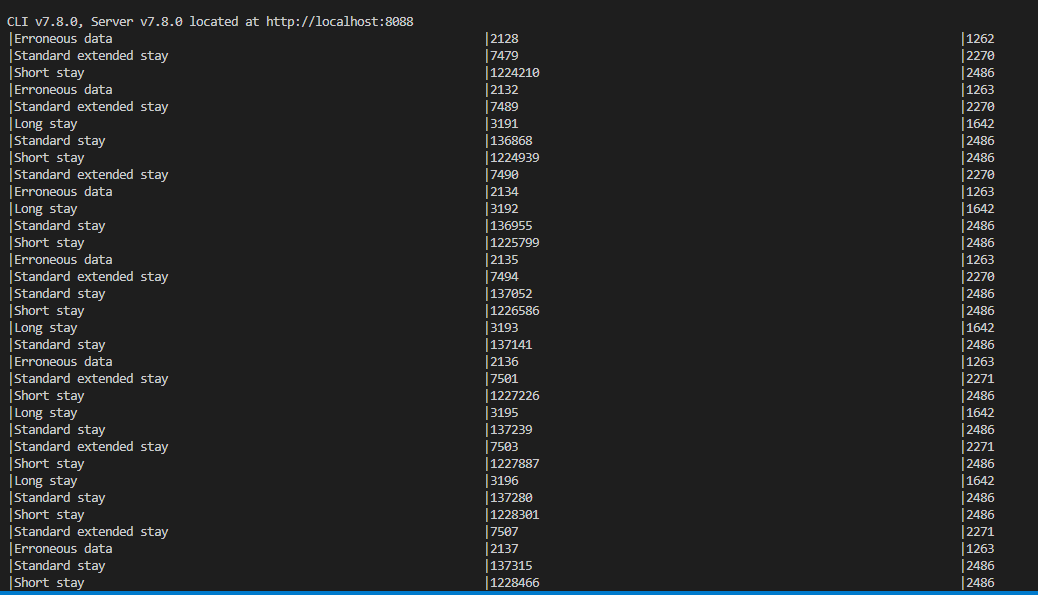 CLI v7.8.0, Server v7.8.0 located at http://localhost:8088
|Erroneous data |2128 |1262
|Standard extended stay |7479 |2270
|Short stay |1224210 |2486
|Erroneous data |2132 |1263
|Standard extended stay |7489 |2270
|Long stay |3191 |1642
|Standard stay |136868 |2486
|Short stay |1224939 |2486
|Standard extended stay |7490 |2270
|Erroneous data |2134 |1263
|Long stay |3192 |1642
|Standard stay |136955 |2486
|Short stay |1225799 |2486
|Erroneous data |2135 |1263
|Standard extended stay |7494 |2270
|Standard stay |137052 |2486
|Short stay |1226586 |2486
|Long stay |3193 |1642
|Standard stay |137141 |2486
|Erroneous data |2136 |1263
|Standard extended stay |7501 |2271
|Short stay |1227226 |2486
|Long stay |3195 |1642
|Standard stay |137239 |2486
|Standard extended stay |7503 |2271
|Short stay |1227887 |2486
|Long stay |3196 |1642
|Standard stay |137280 |2486
|Short stay |1228301 |2486
|Standard extended stay |7507 |2271
|Erroneous data |2137 |1263
|Standard stay |137315 |2486
|Short stay |1228466 |2486